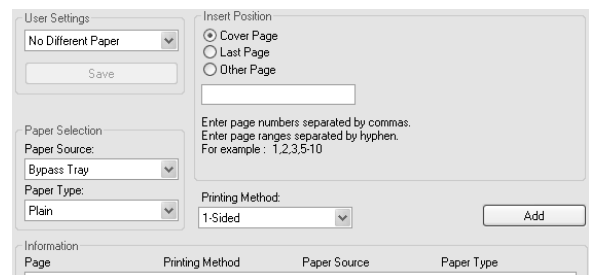 User Settings
No Different Paper
Save
Insert Position
Cover Page
Last Page
Other Page
Enter page numbers separated by commas.
Enter page ranges separated by hyphen.
For example : 1,2,3,5-10
Paper Selection
Paper Source:
Bypass Tray
Paper Type:
Plain
Printing Method:
1-Sided
Add
Information
Page Printing Method Paper Source Paper Type